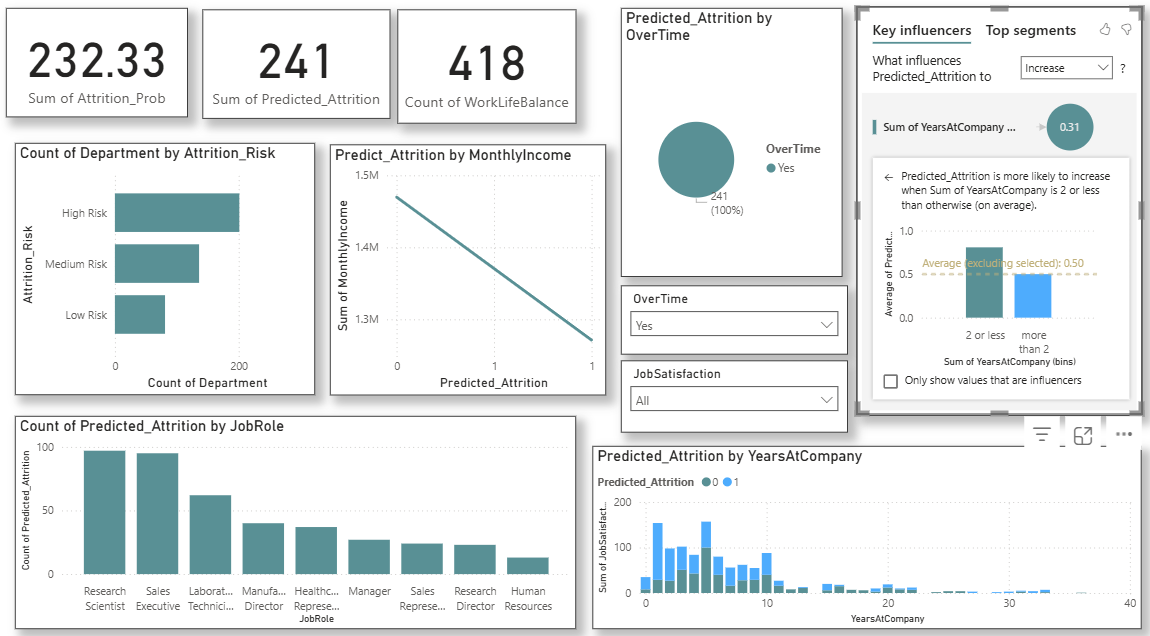 232.33
Sum of Attrition_Prob
241
Sum of Predicted_Attrition
418
Count of WorkLifeBalance
Predicted_Attrition by
OverTime
241
(100%)
OverTime
Yes
Key influencers
Top segments
What influences
Predicted_Attrition to
Increase
?
Sum of YearsAtCompany ...
0.31
Predicted_Attrition is more likely to increase
when Sum of YearsAtCompany is 2 or less
than otherwise (on average).
Average of Predict...
1.0
0.5
0.0
Average (excluding selected): 0.50
2 or less
more
than 2
Sum of YearsAtCompany (bins)
Only show values that are influencers
Count of Department by Attrition_Risk
Attrition_Risk
High Risk
Medium Risk
Low Risk
0
200
Count of Department
Predict_Attrition by MonthlyIncome
Sum of MonthlyIncome
1.5M
1.4M
1.3M
0
1
1
Predicted_Attrition
OverTime
Yes
JobSatisfaction
All
Count of Predicted_Attrition by JobRole
Count of Predicted_Attrition
100
50
0
Research
Scientist
Sales
Executive
Laborat...
Technici...
Manufa...
Director
Healthc...
Represe...
Manager
Sales
Represe...
Research
Director
Human
Resources
JobRole
Predicted_Attrition by YearsAtCompany
Predicted_Attrition
0
1
Sum of JobSatisfact...
200
100
0
0
10
20
30
40
YearsAtCompany